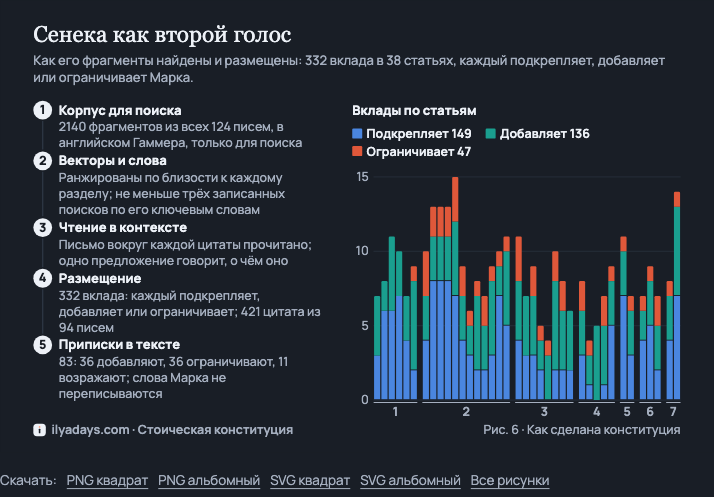 Сенека как второй голос
Как его фрагменты найдены и размещены: 332 вклада в 38 статьях, каждый подкрепляет, добавляет
или ограничивает Марка.
1 Корпус для поиска
2140 фрагментов из всех 124 писем, в
английском Гаммера, только для поиска
2 Векторы и слова
Ранжированы по близости к каждому
разделу; не меньше трёх записанных
поисков по его ключевым словам
3 Чтение в контексте
Письмо вокруг каждой цитаты прочитано;
одно предложение говорит, о чём оно
4 Размещение
332 вклада: каждый подкрепляет,
добавляет или ограничивает; 421 цитата из
94 писем
5 Приписки в тексте
83: 36 добавляют, 36 ограничивают, 11
возражают; слова Марка не
переписываются
Вклады по статьям
Подкрепляет 149 Добавляет 136
Ограничивает 47
15
10
5
0
1 2 3 4 5 6 7
ilyadays.com · Стоическая конституция
Рис. 6 · Как сделана конституция
Скачать: PNG квадрат PNG альбомный SVG квадрат SVG альбомный Все рисунки